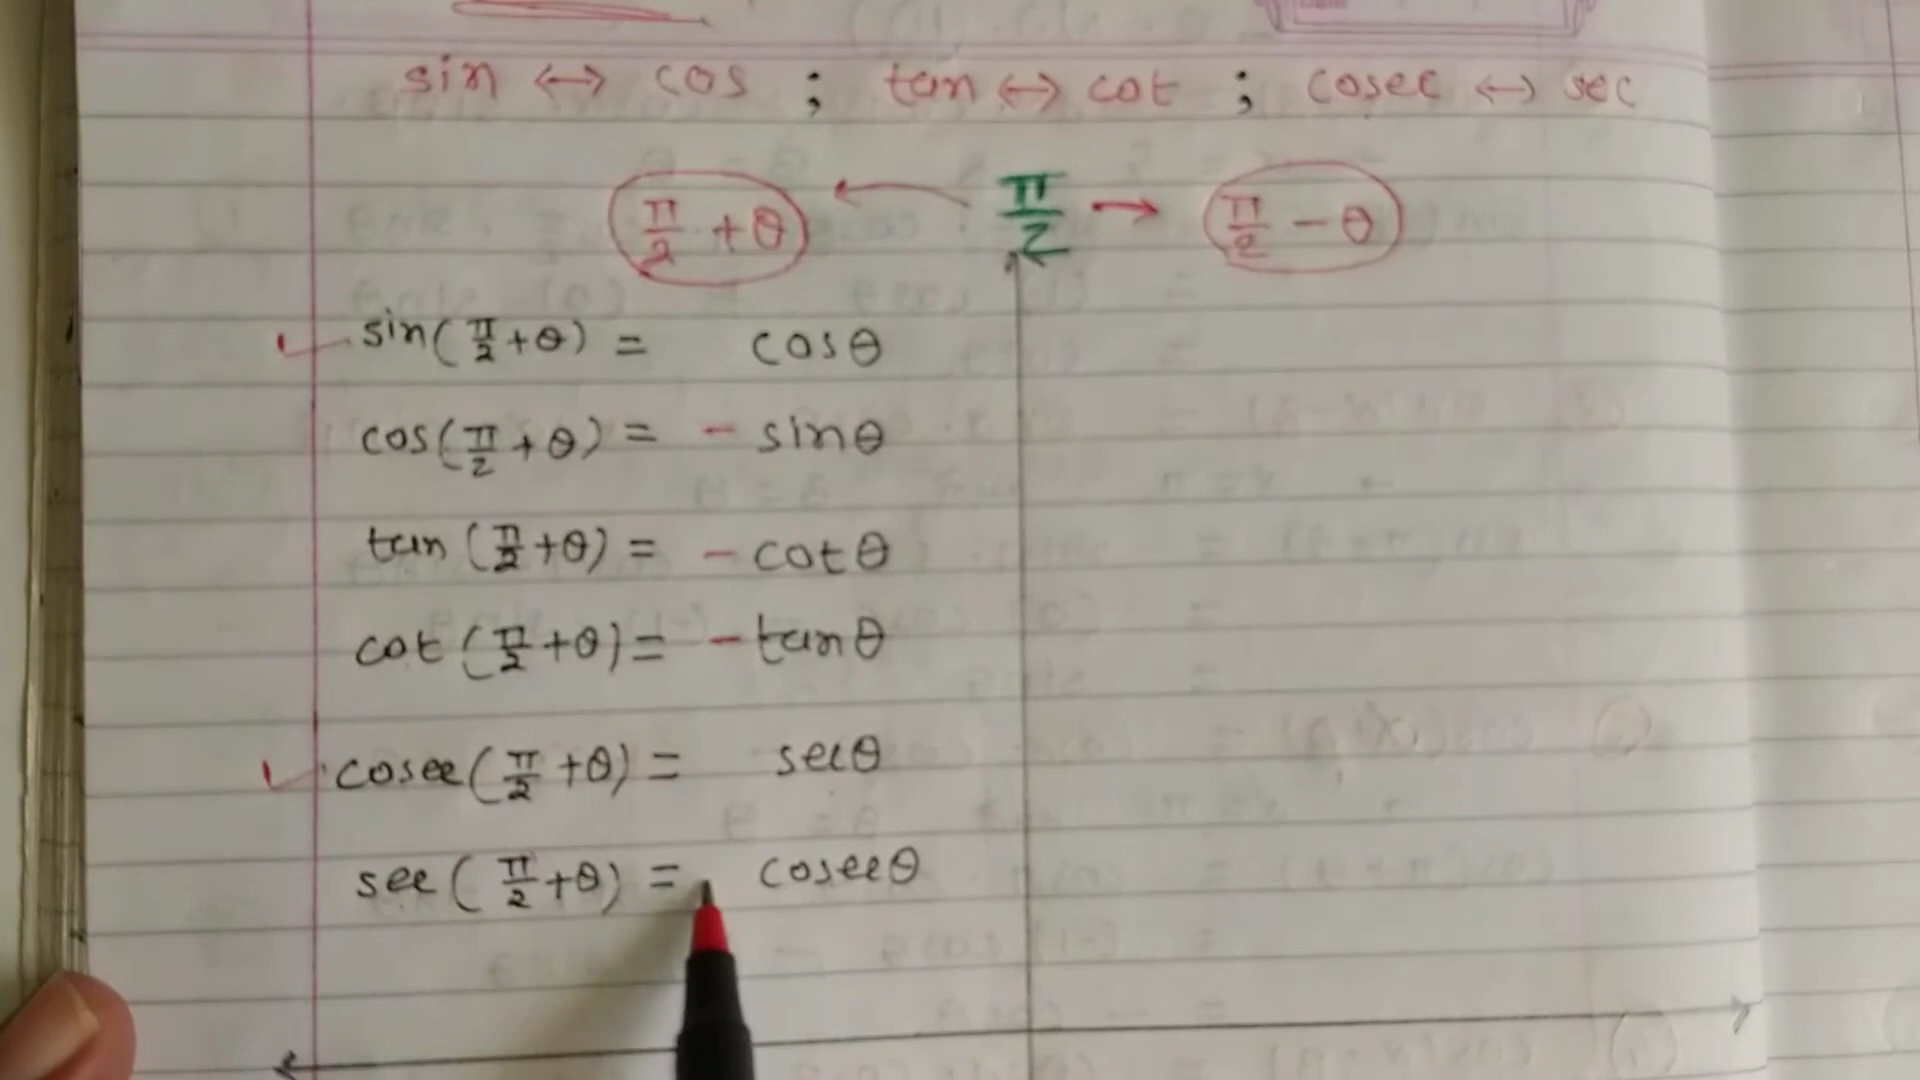 sin ↔ cos ; tan ↔ cot ; cosec ↔ sec
π/2 + θ ← π/2 → π/2 − θ
sin(π/2 + θ) = cosθ
cos(π/2 + θ) = − sinθ
tan(π/2 + θ) = − cotθ
cot(π/2 + θ) = − tanθ
cosec(π/2 + θ) = secθ
sec(π/2 + θ) = cosecθ